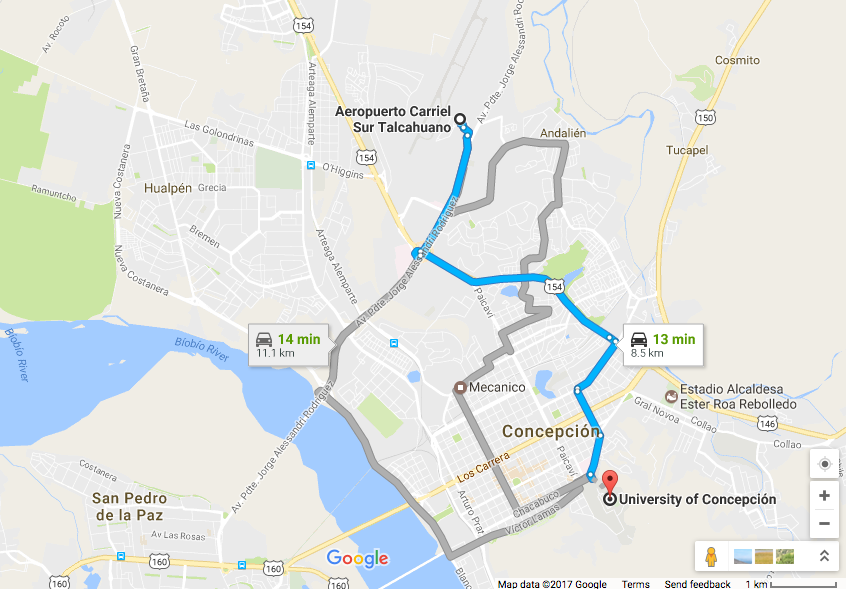 154
Av. Rocoto
Gran Bretaña
Arteaga Alemparte
Av. Pdte. Jorge Alessandri Rodríguez
Cosmito
Aeropuerto Carriel
Sur Talcahuano
150
Las Golondrinas
Andalién
154
Tucapel
O'Higgins
Nueva Costanera
Hualpén
Grecia
Ramuntcho
Bremen
Arteaga Alemparte
Av. Pdte. Jorge Alessandri Rodríguez
Nueva Costanera
154
Paicaví
Biobío River
Biobío River
14 min
11.1 km
13 min
8.5 km
Mecanico
Estadio Alcaldesa
Ester Roa Rebolledo
Av. Pdte. Jorge Alessandri Rodríguez
Gral Novoa
Collao
146
Collao
Concepción
Paicaví
Los Carrera
Costanera
San Pedro
de la Paz
Arturo Prat
Chacabuco
Víctor Lamas
University of Concepción
Av Las Rosas
160
160
160
160
Google
Blanco
Map data ©2017 Google
Terms
Send feedback
1 km